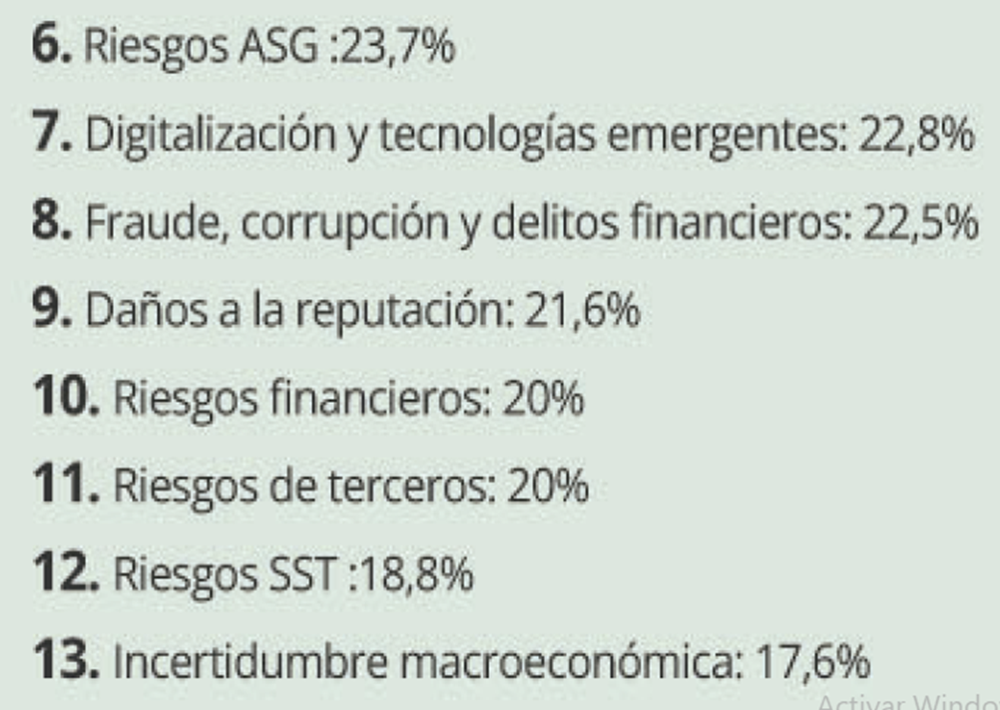 6. Riesgos ASG :23,7%
7. Digitalización y tecnologías emergentes: 22,8%
8. Fraude, corrupción y delitos financieros: 22,5%
9. Daños a la reputación: 21,6%
10. Riesgos financieros: 20%
11. Riesgos de terceros: 20%
12. Riesgos SST :18,8%
13. Incertidumbre macroeconómica: 17,6%
Activar Windo